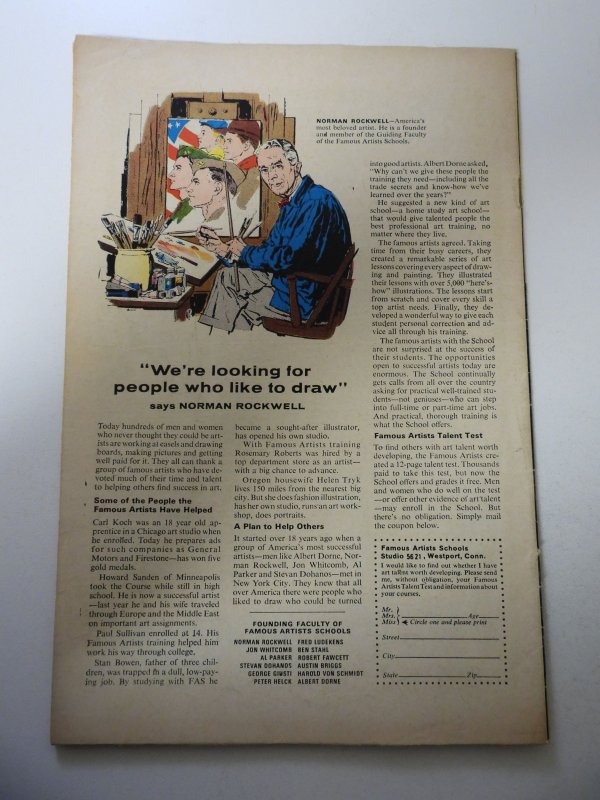 NORMAN ROCKWELL—America's
most beloved artist. He is a founder
and member of the Guiding Faculty
of the Famous Artists Schools.
"We're looking for
people who like to draw"
says NORMAN ROCKWELL
Today hundreds of men and women
who never thought they could be art-
ists are working at easels and drawing
boards, making pictures and getting
well paid for it. They all can thank a
group of famous artists who have de-
voted much of their time and talent
to helping others find success in art.
Some of the People the
Famous Artists Have Helped
Carl Koch was an 18 year old ap-
prentice in a Chicago art studio when
he enrolled. Today he prepares ads
for such companies as General
Motors and Firestone—has won five
gold medals.
Howard Sanden of Minneapolis
took the Course while still in high
school. He is now a successful artist
—last year he and his wife traveled
through Europe and the Middle East
on important art assignments.
Paul Sullivan enrolled at 14. His
Famous Artists training helped him
work his way through college.
Stan Bowen, father of three chil-
dren, was trapped in a dull, low-pay-
ing job. By studying with FAS he
became a sought-after illustrator,
has opened his own studio.
With Famous Artists training
Rosemary Roberts was hired by a
top department store as an artist—
with a big chance to advance.
Oregon housewife Helen Tryk
lives 150 miles from the nearest big
city. But she does fashion illustration,
has her own studio, runs an art work-
shop, does portraits.
A Plan to Help Others
It started over 18 years ago when a
group of America's most successful
artists—men like Albert Dorne, Nor-
man Rockwell, Jon Whitcomb, Al
Parker and Stevan Dohanos—met in
New York City. They knew that all
over America there were people who
liked to draw who could be turned
FOUNDING FACULTY OF
FAMOUS ARTISTS SCHOOLS
NORMAN ROCKWELL FRED LUDEKENS
JON WHITCOMB BEN STAHL
AL PARKER ROBERT FAWCETT
STEVAN DOHANOS AUSTIN BRIGGS
GEORGE GIUSTI HAROLD VON SCHMIDT
PETER HELCK ALBERT DORNE
into good artists. Albert Dorne asked,
"Why can't we give these people the
training they need—including all the
trade secrets and know-how we've
learned over the years?"
He suggested a new kind of art
school—a home study art school—
that would give talented people the
best professional art training, no
matter where they live.
The famous artists agreed. Taking
time from their busy careers, they
created a remarkable series of art
lessons covering every aspect of draw-
ing and painting. They illustrated
their lessons with over 5,000 "here's-
how" illustrations. The lessons start
from scratch and cover every skill a
top artist needs. Finally, they de-
veloped a wonderful way to give each
student personal correction and ad-
vice all through his training.
The famous artists with the School
are not surprised at the success of
their students. The opportunities
open to successful artists today are
enormous. The School continually
gets calls from all over the country
asking for practical well-trained stu-
dents—not geniuses—who can step
into full-time or part-time art jobs.
And practical, thorough training is
what the School offers.
Famous Artists Talent Test
To find others with art talent worth
developing, the Famous Artists cre-
ated a 12-page talent test. Thousands
paid to take this test, but now the
School offers and grades it free. Men
and women who do well on the test
—or offer other evidence of art talent
—may enroll in the School. But
there's no obligation. Simply mail
the coupon below.
Famous Artists Schools
Studio 5621, Westport, Conn.
I would like to find out whether I have
art talent worth developing. Please send
me, without obligation, your Famous
Artists Talent Test and information about
your courses.
Mr.
Mrs. Age
Miss Circle one and please print
Street
City
State Zip